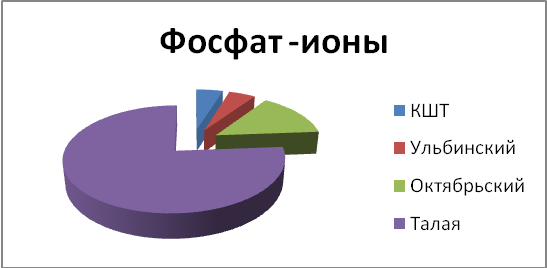 Фосфат -ионы
КШТ
Ульбинский
Октябрьский
Талая